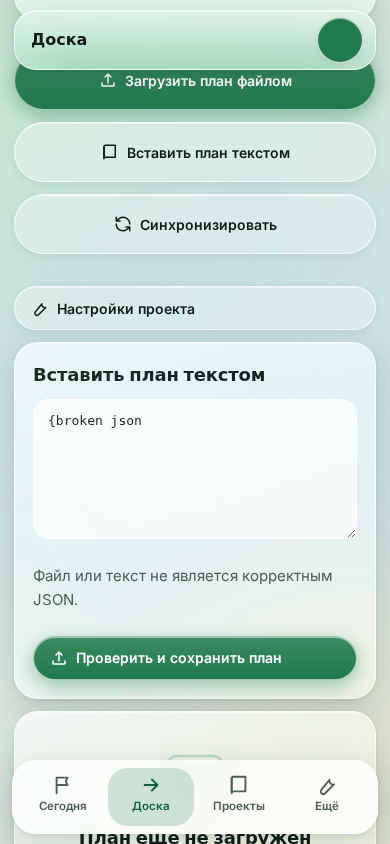 Доска
Загрузить план файлом
Вставить план текстом
Синхронизировать
Настройки проекта
Вставить план текстом
{broken json
Файл или текст не является корректным
JSON.
Проверить и сохранить план
Сегодня
Доска
Проекты
Ещё
План ещё не загружен